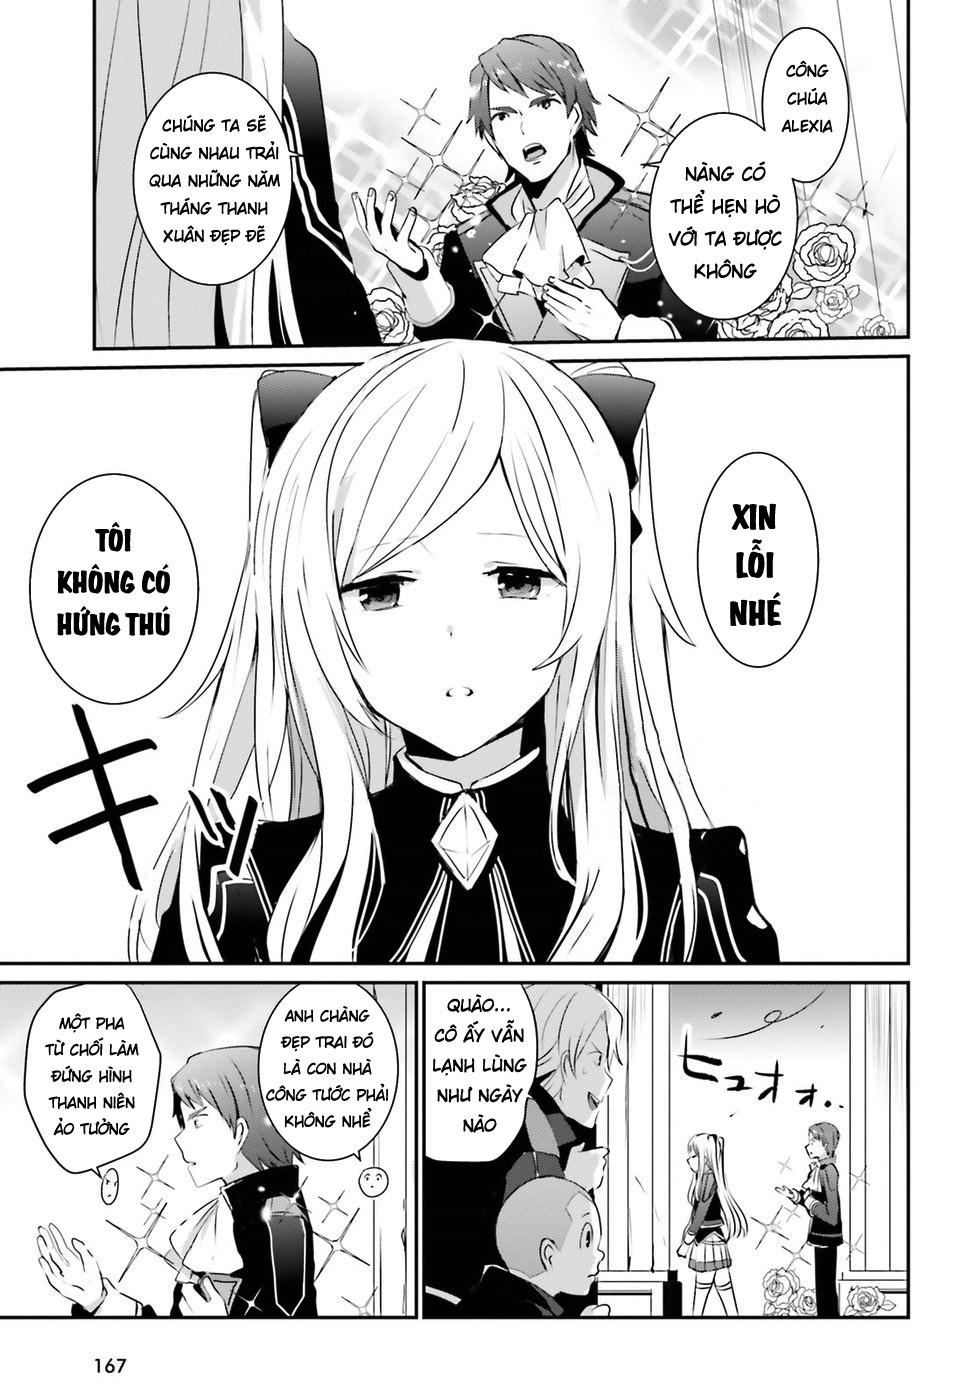 CÔNG
CHÚA
ALEXIA
NÀNG CÓ
THỂ HẸN HÒ
VỚI TA ĐƯỢC
KHÔNG
CHÚNG TA SẼ
CÙNG NHAU TRẢI
QUA NHỮNG NĂM
THÁNG THANH
XUÂN ĐẸP ĐẼ
XIN
LỖI
NHÉ
TÔI
KHÔNG CÓ
HỨNG THÚ
ヒュオォ..
QUÀO...
CÔ ẤY VẪN
LẠNH LÙNG
NHƯ NGÀY
NÀO
ANH CHÀNG
ĐẸP TRAI ĐÓ
LÀ CON NHÀ
CÔNG TƯỚC PHẢI
KHÔNG NHỂ
MỘT PHA
TỪ CHỐI LÀM
ĐỨNG HÌNH
THANH NIÊN
ẢO TƯỞNG
167